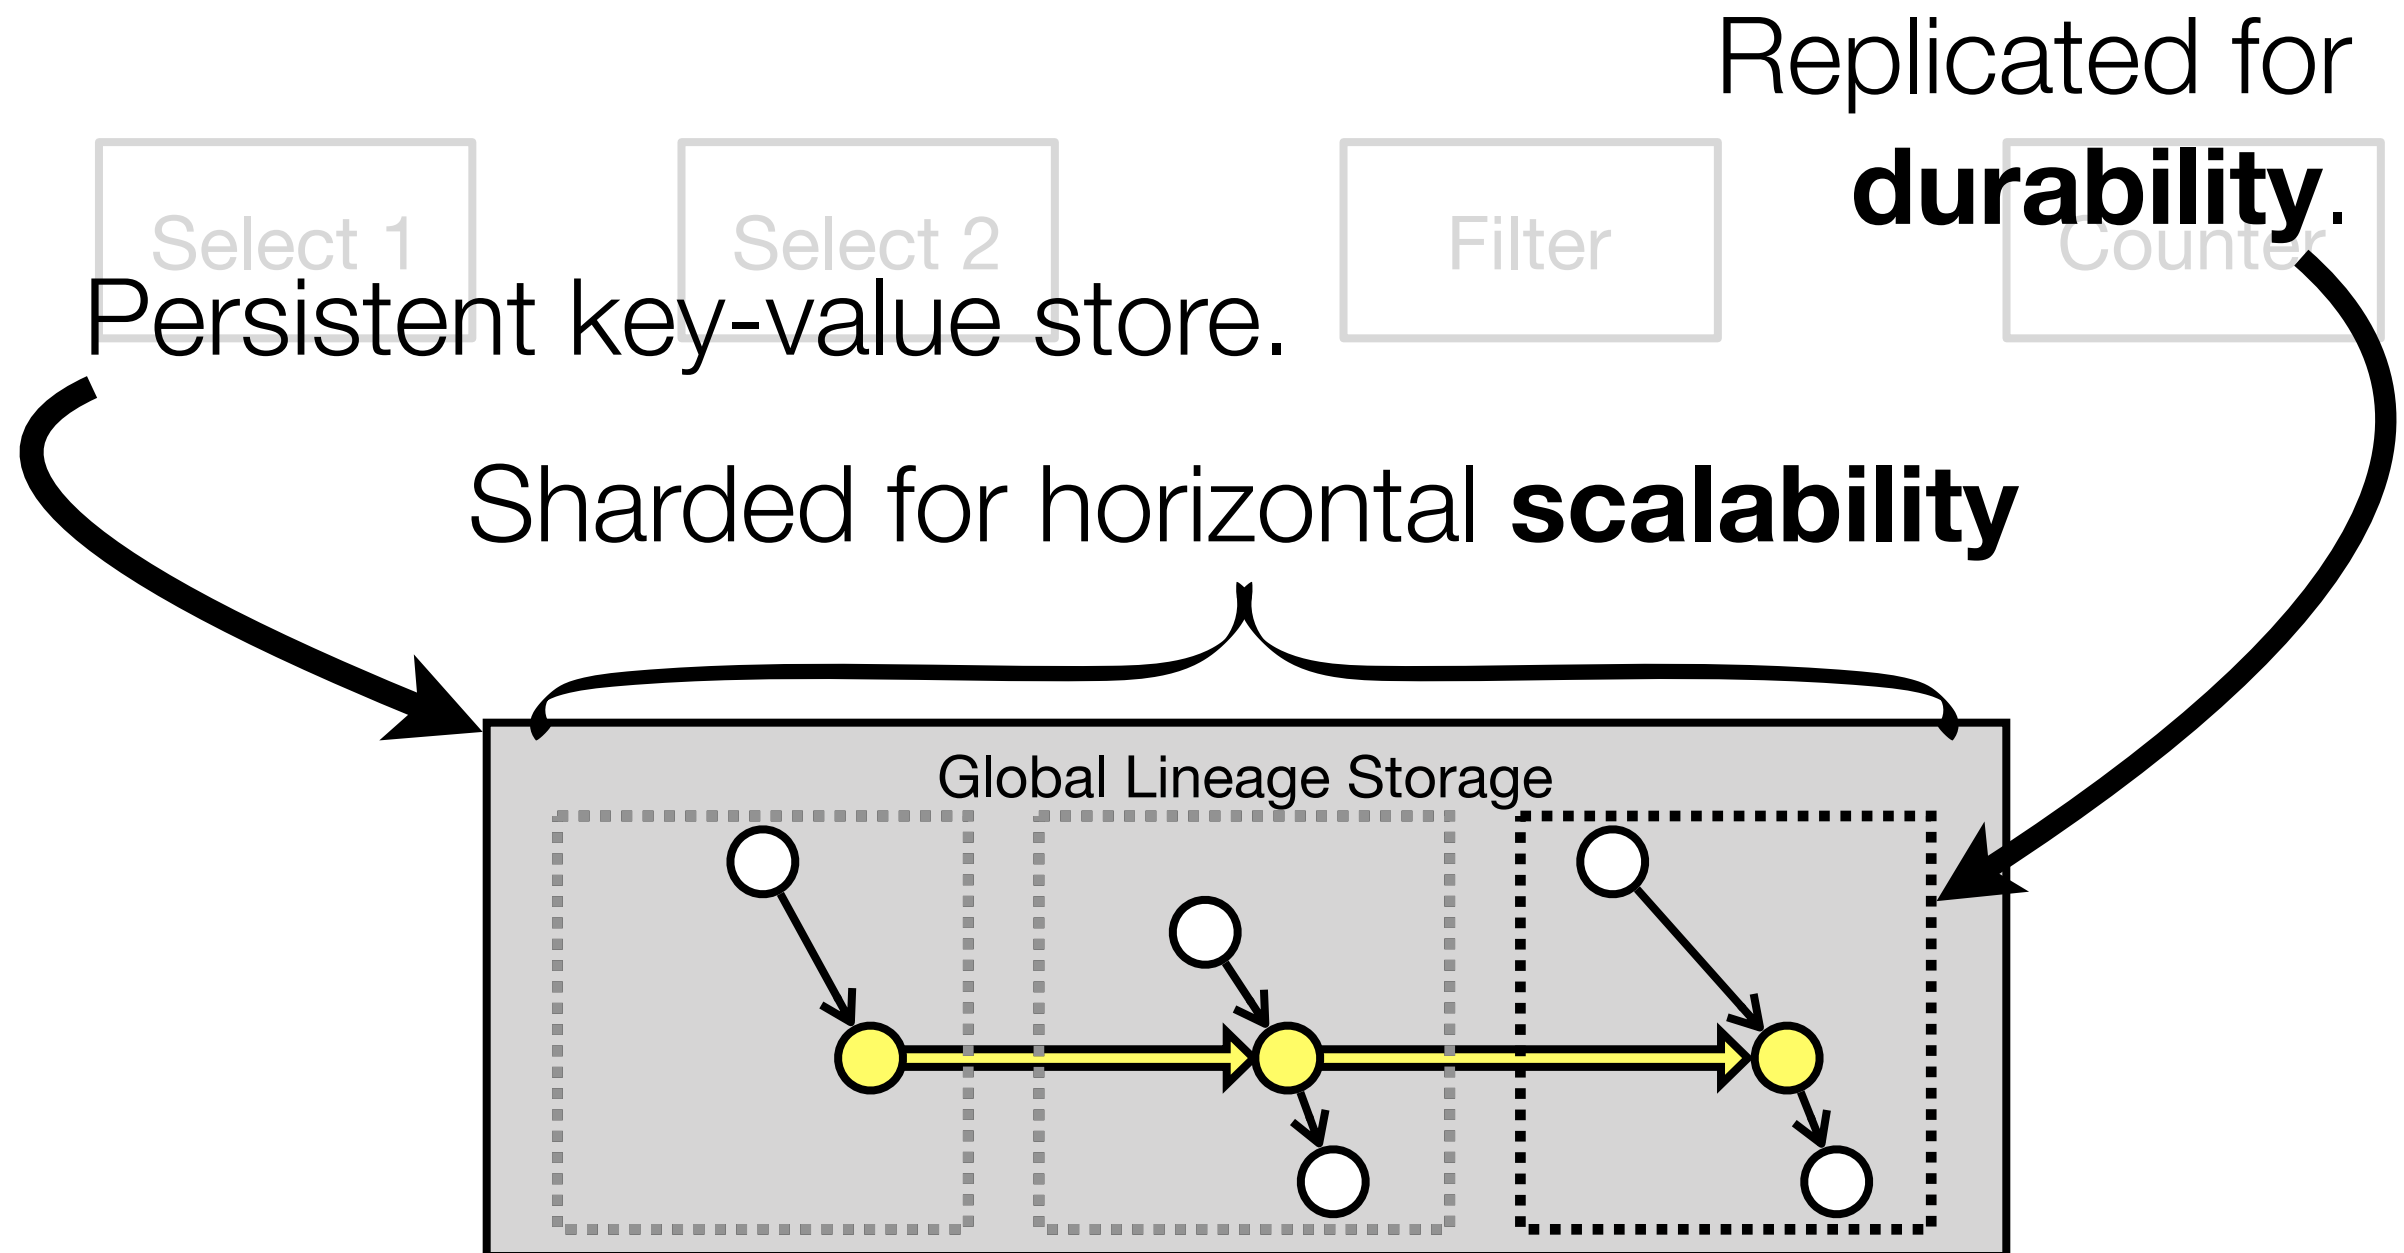 Replicated for
durability.
Select 1
Select 2
Filter
Counter
Persistent key-value store.
Sharded for horizontal scalability
Global Lineage Storage